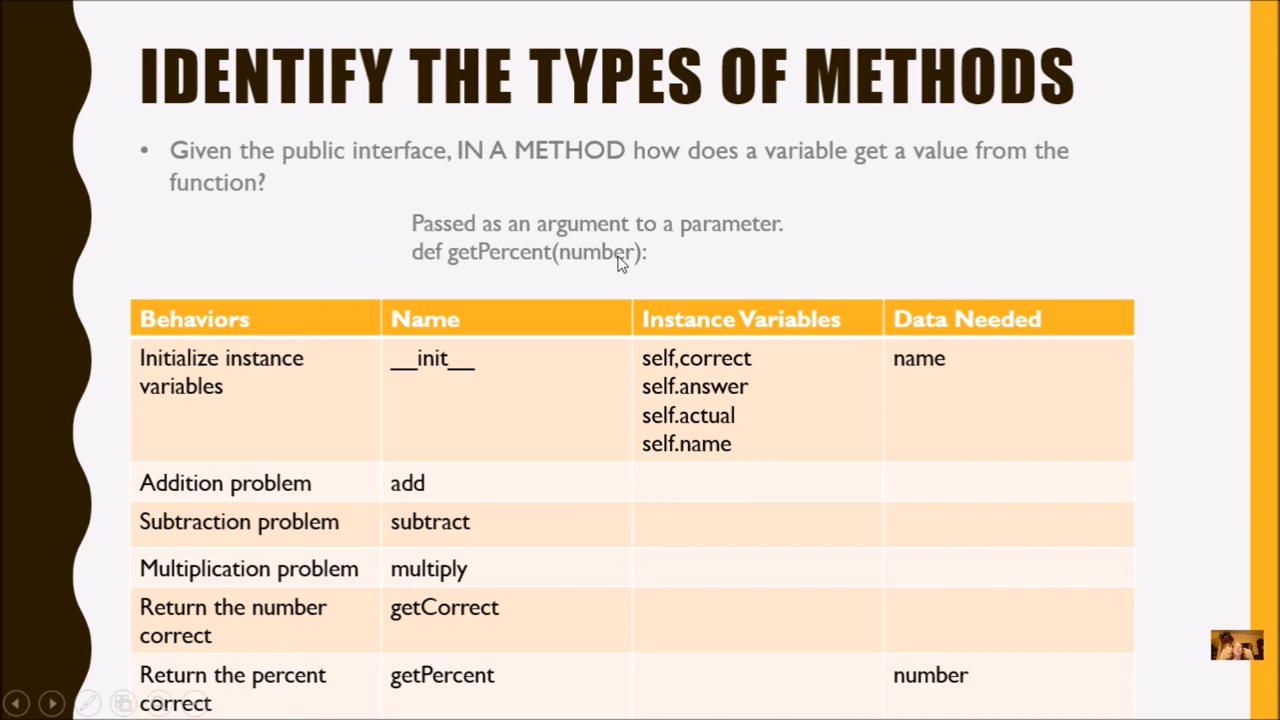 IDENTIFY THE TYPES OF METHODS
• Given the public interface, IN A METHOD how does a variable get a value from the
function?
Passed as an argument to a parameter.
def getPercent(number):
Behaviors Name Instance Variables Data Needed
Initialize instance __init__ self,correct name
variables self.answer
self.actual
self.name
Addition problem add
Subtraction problem subtract
Multiplication problem multiply
Return the number getCorrect
correct
Return the percent getPercent number
correct